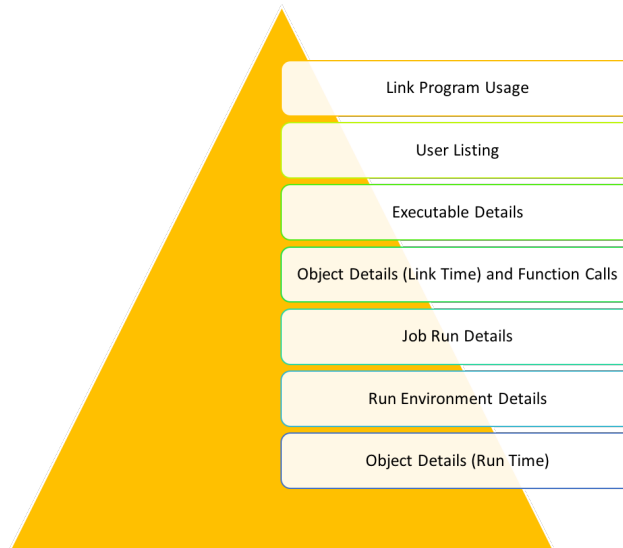 Link Program Usage
User Listing
Executable Details
Object Details (Link Time) and Function Calls
Job Run Details
Run Environment Details
Object Details (Run Time)